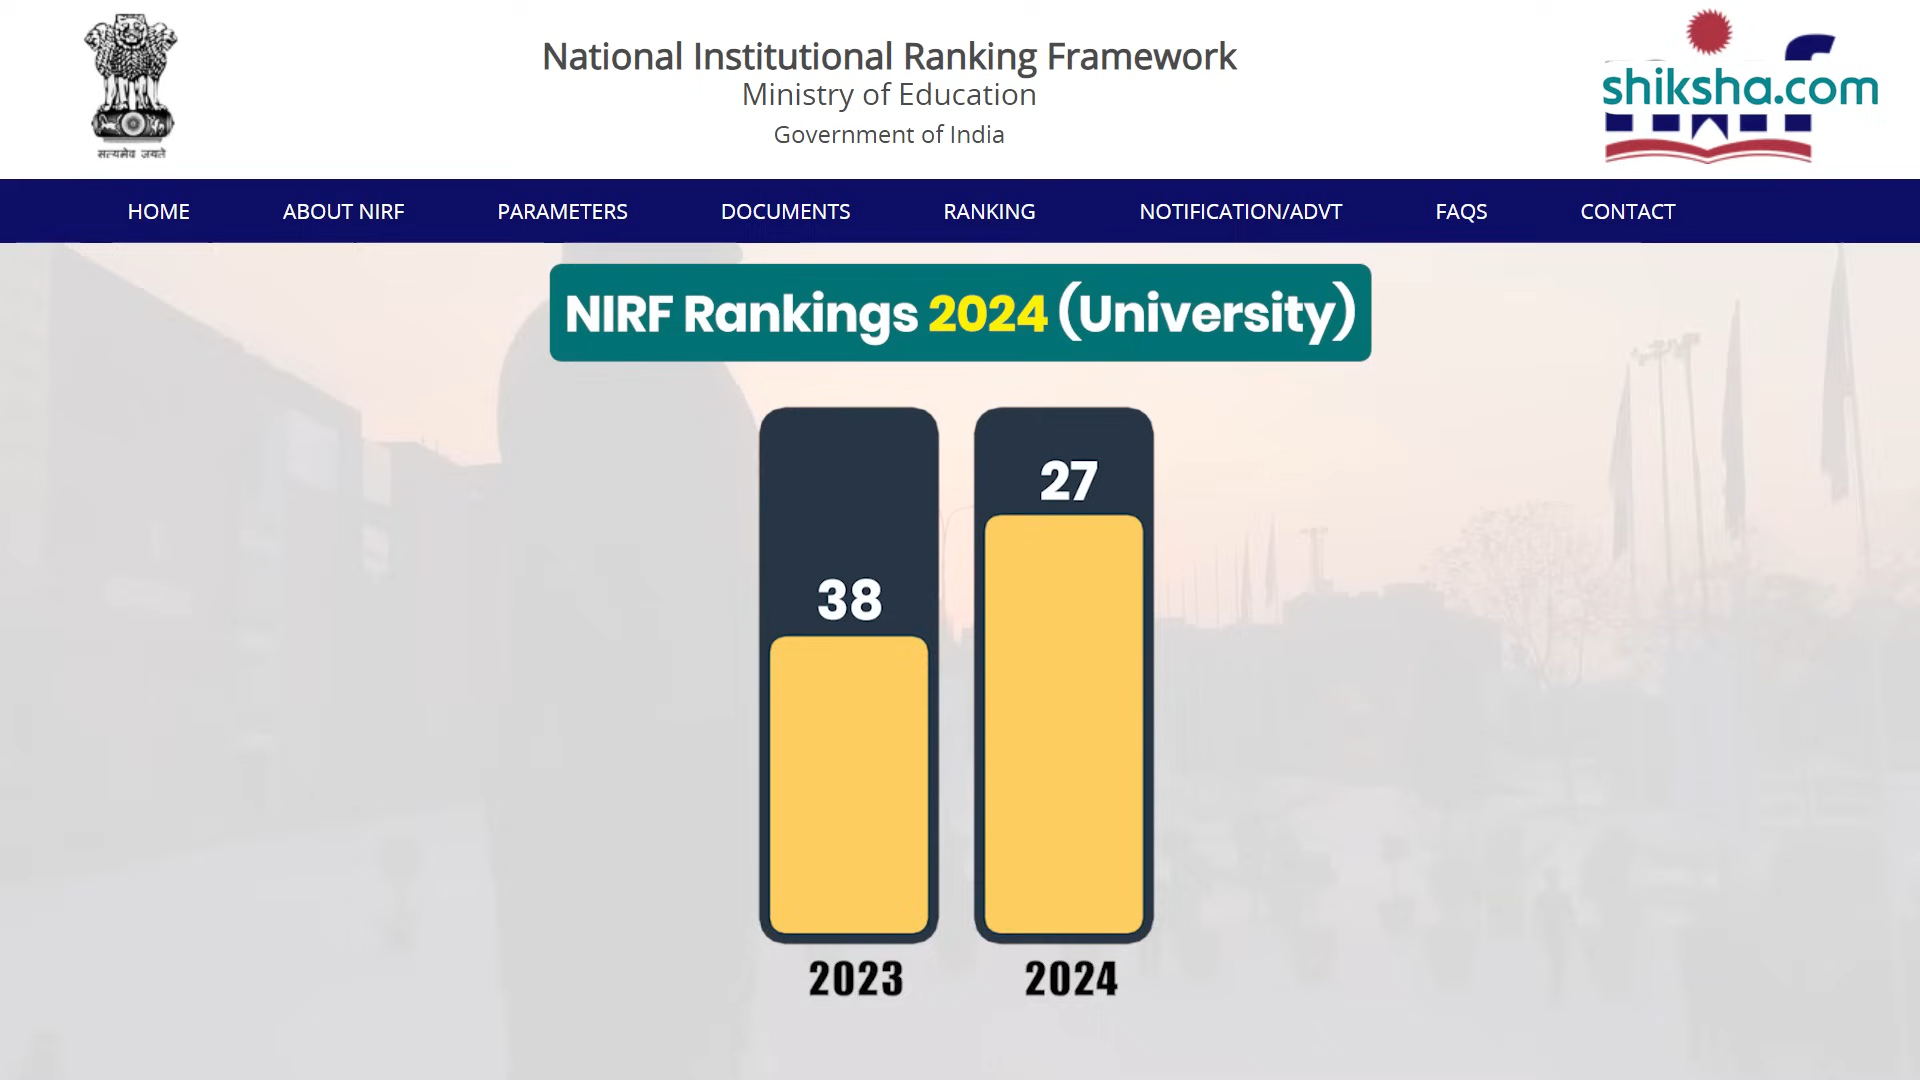 सत्यमेव जयते
National Institutional Ranking Framework
Ministry of Education
Government of India
shiksha.com
HOME ABOUT NIRF PARAMETERS DOCUMENTS RANKING NOTIFICATION/ADVT FAQS CONTACT
NIRF Rankings 2024 (University)
38
27
2023
2024